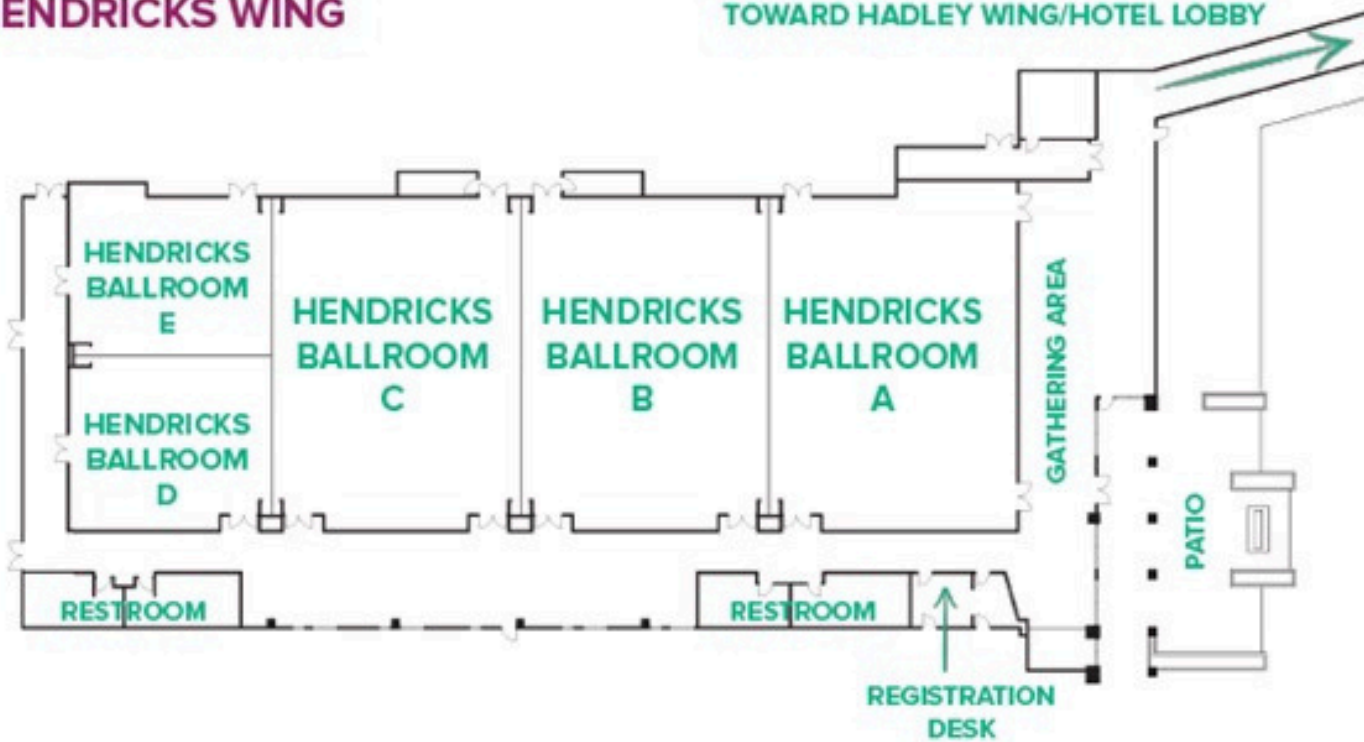 ENDRICKS WING
TOWARD HADLEY WING/HOTEL LOBBY
HENDRICKS
BALLROOM
E
HENDRICKS
BALLROOM
D
HENDRICKS
BALLROOM
C
HENDRICKS
BALLROOM
B
HENDRICKS
BALLROOM
A
GATHERING AREA
PATIO
RESTROOM
RESTROOM
REGISTRATION
DESK